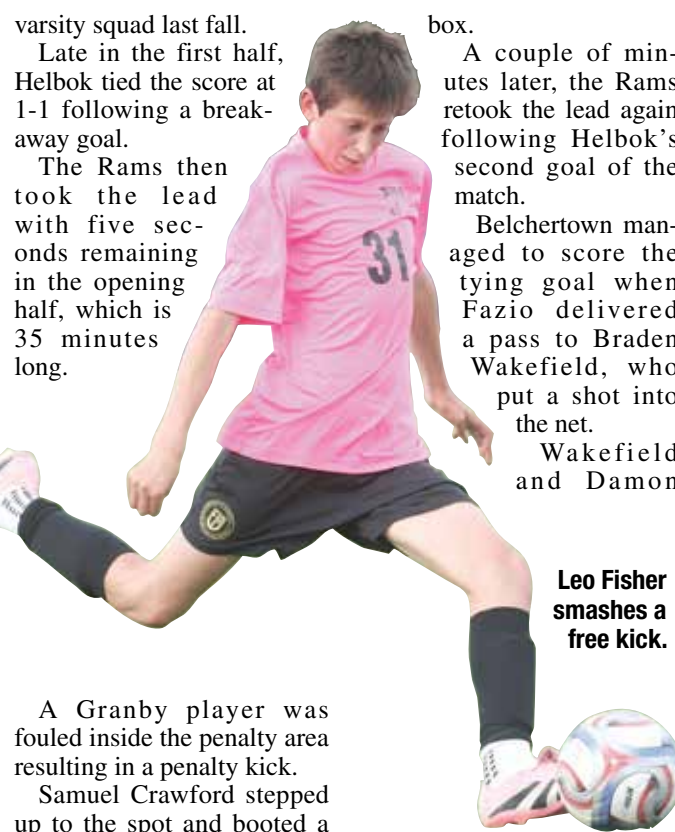 varsity squad last fall.
Late in the first half,
Helbok tied the score at
1-1 following a break-
away goal.
The Rams then
took the lead
with five sec-
onds remaining
in the opening
half, which is
35 minutes
long.
A Granby player was
fouled inside the penalty area
resulting in a penalty kick.
Samuel Crawford stepped
up to the spot and booted a
box.
A couple of min-
utes later, the Rams
retook the lead again
following Helbok's
second goal of the
match.
Belchertown man-
aged to score the
tying goal when
Fazio delivered
a pass to Braden
Wakefield, who
put a shot into
the net.
Wakefield
and Damon
31
Leo Fisher
smashes a
free kick.